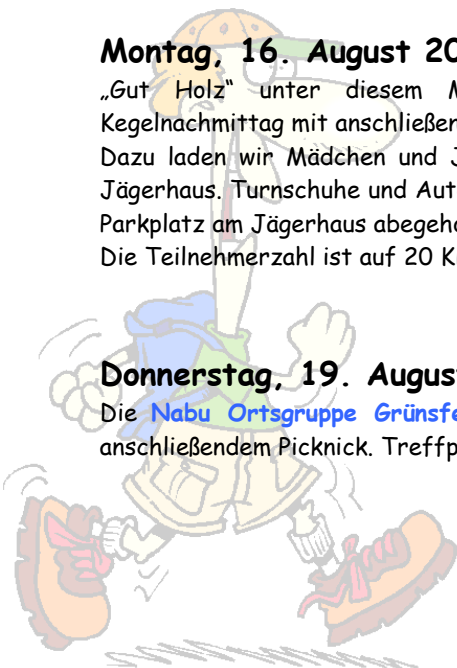 Montag, 16. August 20
„Gut Holz“ unter diesem M
Kegelnachmittag mit anschließen
Dazu laden wir Mädchen und J
Jägerhaus. Turnschuhe und Aut
Parkplatz am Jägerhaus abegeho
Die Teilnehmerzahl ist auf 20 Ki
Donnerstag, 19. August
Die Nabu Ortsgruppe Grünsfe
anschließendem Picknick. Treffp